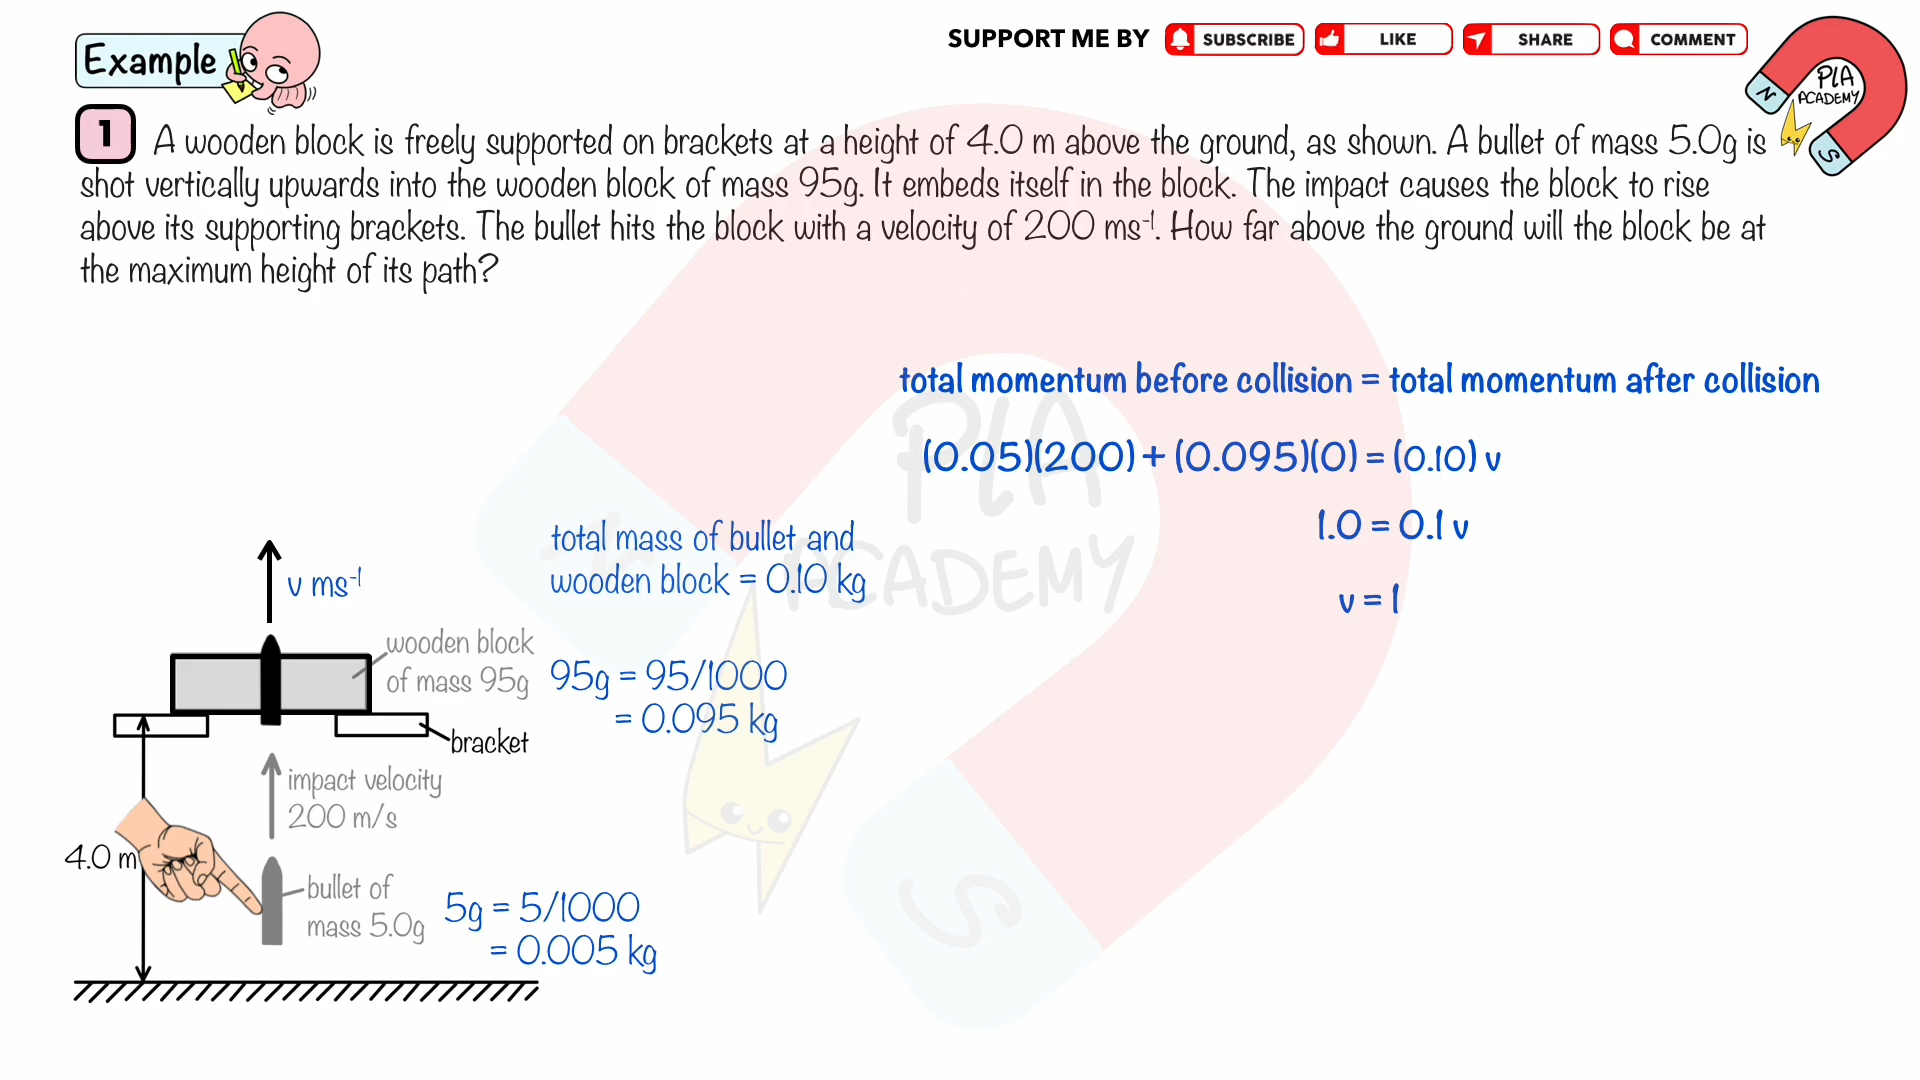 Example
SUPPORT ME BY
SUBSCRIBE
LIKE
SHARE
COMMENT
PLA
ACADEMY
N
S
1
A wooden block is freely supported on brackets at a height of 4.0 m above the ground, as shown. A bullet of mass 5.0g is
shot vertically upwards into the wooden block of mass 95g. It embeds itself in the block. The impact causes the block to rise
above its supporting brackets. The bullet hits the block with a velocity of 200 ms⁻¹. How far above the ground will the block be at
the maximum height of its path?
total momentum before collision = total momentum after collision
(0.05)(200) + (0.095)(0) = (0.10) v
1.0 = 0.1 v
v = 1
PLA
ACADEMY
N
S
total mass of bullet and
wooden block = 0.10 kg
v ms⁻¹
wooden block
of mass 95g
95g = 95/1000
= 0.095 kg
bracket
impact velocity
200 m/s
4.0 m
bullet of
mass 5.0g
5g = 5/1000
= 0.005 kg